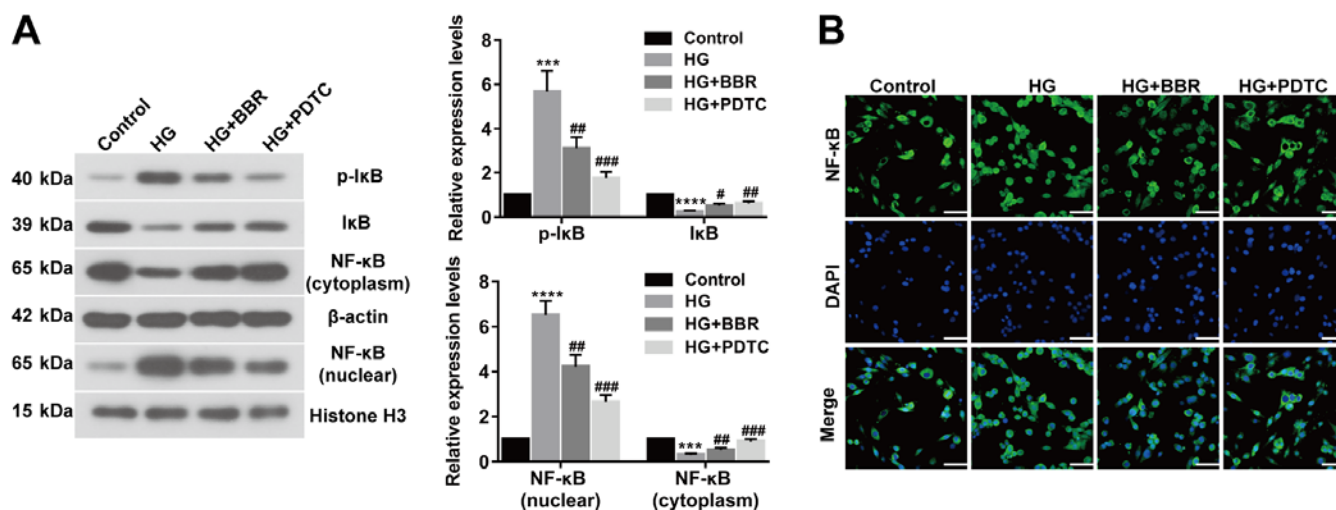 A
Control
HG
HG+BBR
HG+PDTC
40 kDa
p-IκB
39 kDa
IκB
65 kDa
NF-κB
(cytoplasm)
42 kDa
β-actin
65 kDa
NF-κB
(nuclear)
15 kDa
Histone H3
Relative expression levels
8
6
4
2
0
Control
HG
HG+BBR
HG+PDTC
***
##
###
****
#
##
p-IκB
IκB
Relative expression levels
8
6
4
2
0
Control
HG
HG+BBR
HG+PDTC
****
##
###
***
##
###
NF-κB
(nuclear)
NF-κB
(cytoplasm)
B
Control
HG
HG+BBR
HG+PDTC
NF-κB
DAPI
Merge